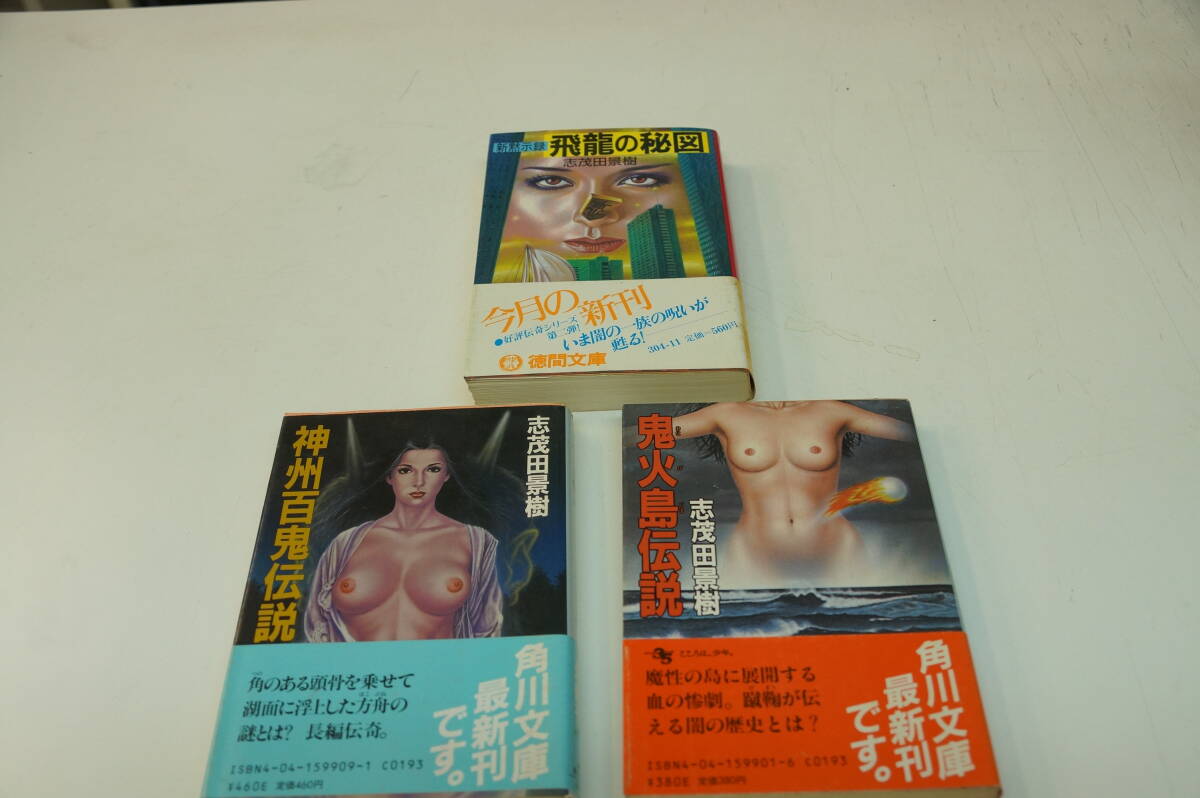 新黙示録 飛龍の秘図
志茂田景樹
今月の新刊
●好評伝奇シリーズ
第二弾!
いま闇の一族の呪いが
甦る!
304-11 定価=560円
徳間文庫
神州百鬼伝説
志茂田景樹
角のある頭骨を乗せて
湖面に浮上した方舟の
謎とは? 長編伝奇。
角川文庫
最新刊
です。
ISBN4-04-159909-1 C0193
¥460E 定価460円
鬼火島伝説
志茂田景樹
35 こころは、少年。
魔性の島に展開する
血の惨劇。蹴鞠が伝
える闇の歴史とは?
角川文庫
最新刊
です。
ISBN4-04-159901-6 C0193
¥380E 定価380円